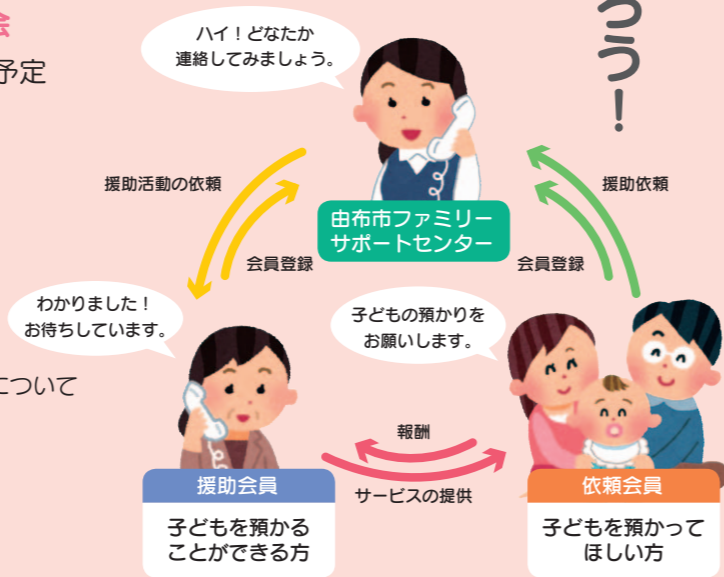 会
予定
つう！
ハイ！どなたか
連絡してみましょう。
援助活動の依頼
援助依頼
由布市ファミリー
サポートセンター
会員登録
会員登録
わかりました！
お待ちしています。
子どもの預かりを
お願いします。
について
報酬
サービスの提供
援助会員
子どもを預かる
ことができる方
依頼会員
子どもを預かって
ほしい方